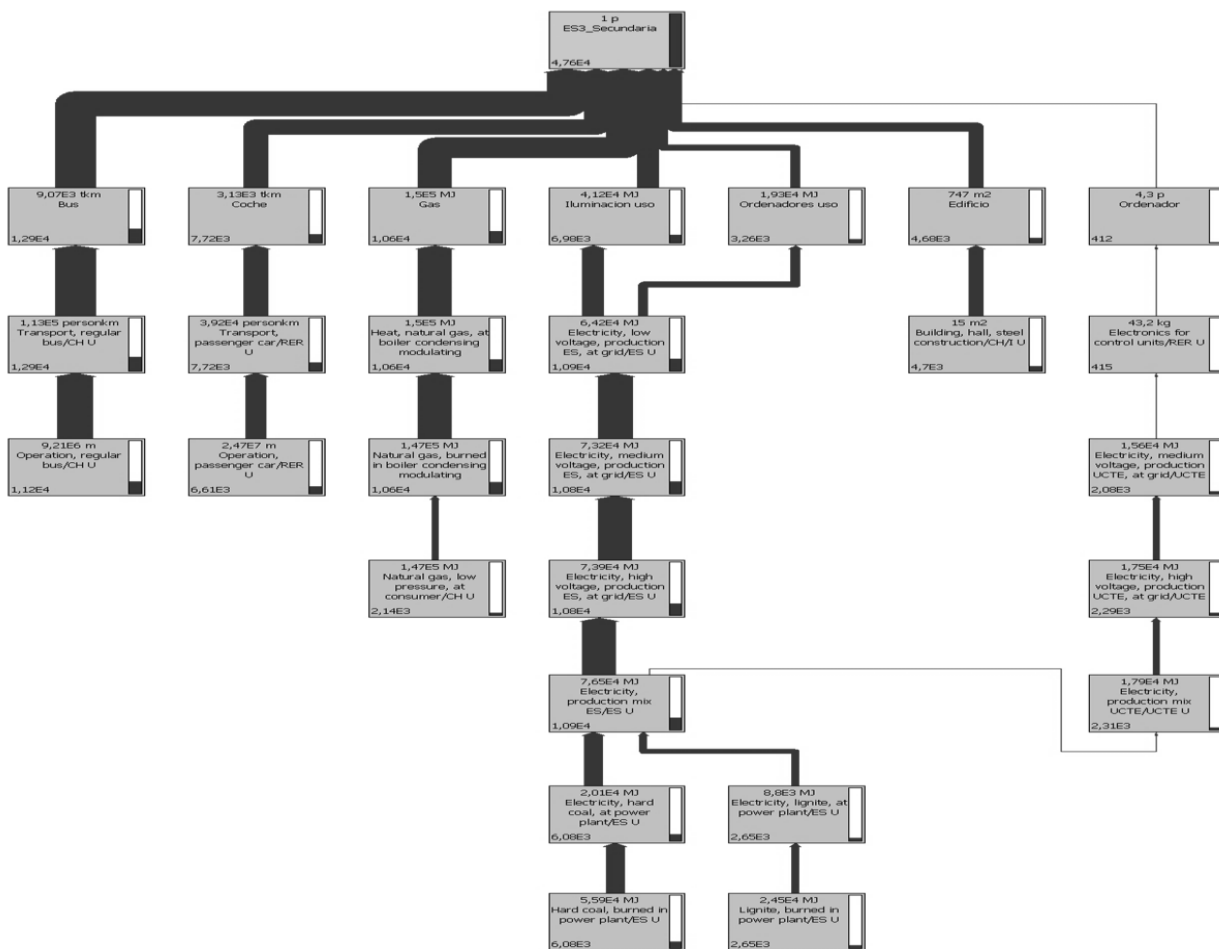 1 p
ES3_Secundaria
4,76E4
9,07E3 tkm
Bus
1,29E4
3,13E3 tkm
Coche
7,72E3
1,5E5 MJ
Gas
1,06E4
4,12E4 MJ
Iluminacion uso
6,98E3
1,93E4 MJ
Ordenadores uso
3,26E3
747 m2
Edificio
4,68E3
4,3 p
Ordenador
412
1,13E5 personkm
Transport, regular
bus/CH U
1,29E4
3,92E4 personkm
Transport,
passenger car/RER
U
7,72E3
1,5E5 MJ
Heat, natural gas, at
boiler condensing
modulating
1,06E4
6,42E4 MJ
Electricity, low
voltage, production
ES, at grid/ES U
1,09E4
15 m2
Building, hall, steel
construction/CH/I U
4,7E3
43,2 kg
Electronics for
control units/RER U
415
9,21E6 m
Operation, regular
bus/CH U
1,12E4
2,47E7 m
Operation,
passenger car/RER
U
6,61E3
1,47E5 MJ
Natural gas, burned
in boiler condensing
modulating
1,06E4
7,32E4 MJ
Electricity, medium
voltage, production
ES, at grid/ES U
1,08E4
1,56E4 MJ
Electricity, medium
voltage, production
UCTE, at grid/UCTE
2,08E3
1,47E5 MJ
Natural gas, low
pressure, at
consumer/CH U
2,14E3
7,39E4 MJ
Electricity, high
voltage, production
ES, at grid/ES U
1,08E4
1,75E4 MJ
Electricity, high
voltage, production
UCTE, at grid/UCTE
2,29E3
7,65E4 MJ
Electricity,
production mix
ES/ES U
1,09E4
1,79E4 MJ
Electricity,
production mix
UCTE/UCTE U
2,31E3
2,01E4 MJ
Electricity, hard
coal, at power
plant/ES U
6,08E3
8,8E3 MJ
Electricity, lignite, at
power plant/ES U
2,65E3
5,59E4 MJ
Hard coal, burned in
power plant/ES U
6,08E3
2,45E4 MJ
Lignite, burned in
power plant/ES U
2,65E3